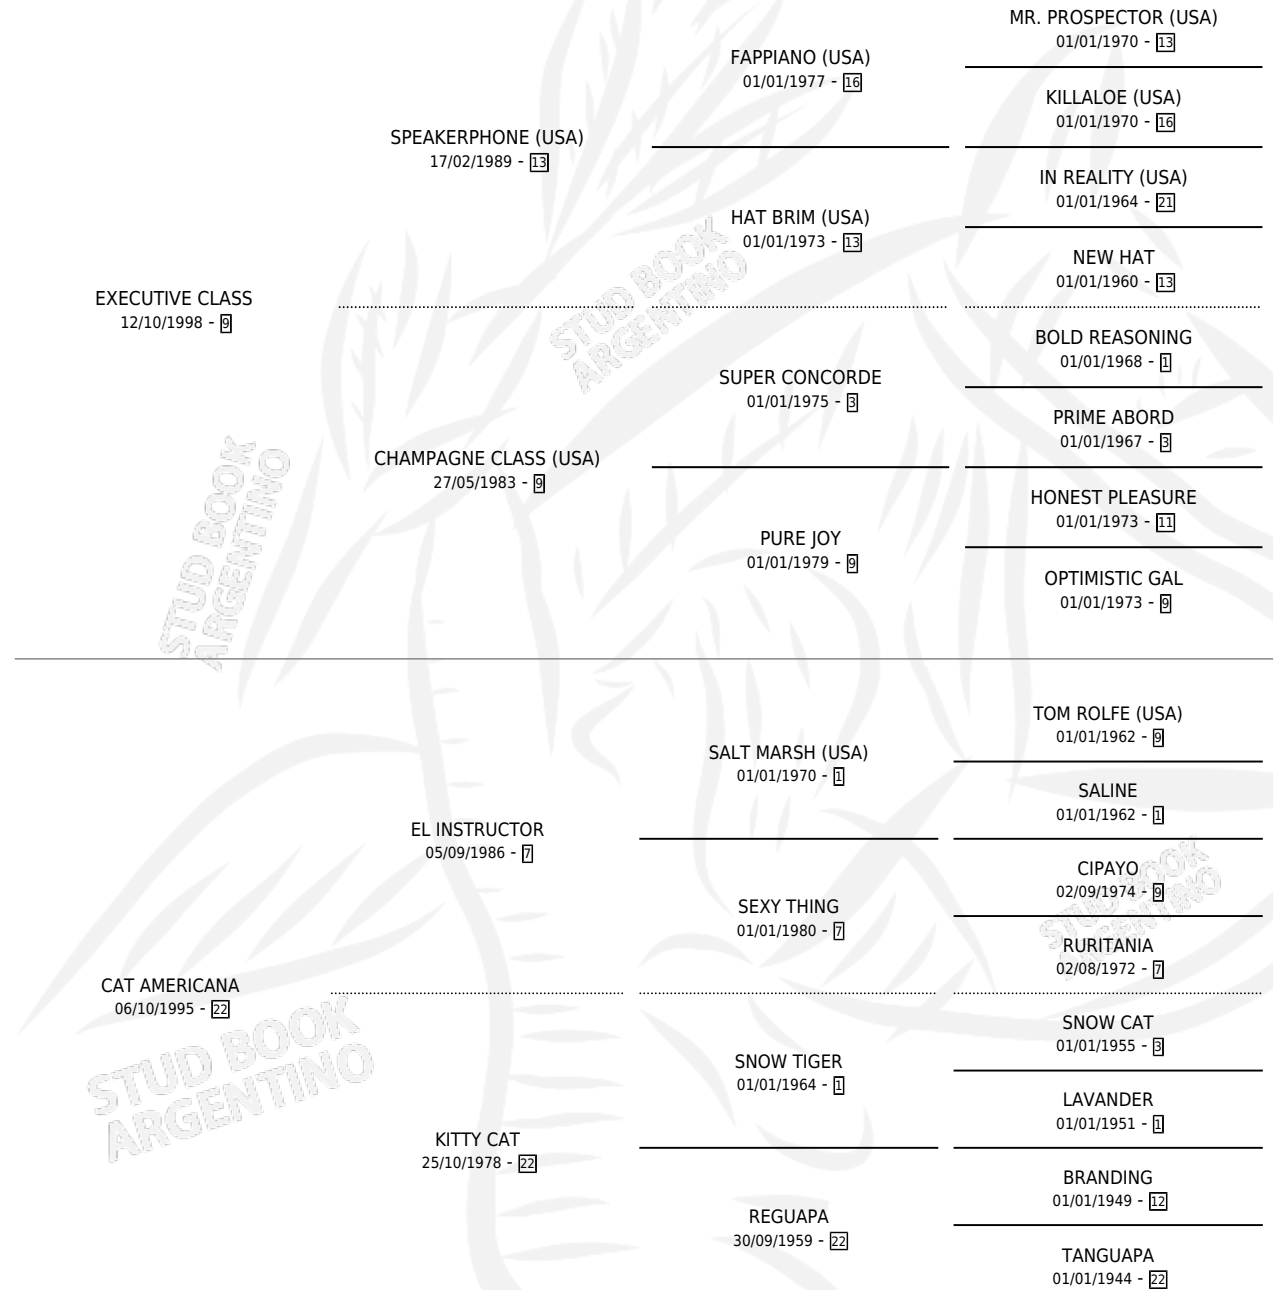 MR. PROSPECTOR (USA)
01/01/1970 - 13
FAPPIANO (USA)
01/01/1977 - 16
KILLALOE (USA)
01/01/1970 - 16
SPEAKERPHONE (USA)
17/02/1989 - 13
IN REALITY (USA)
01/01/1964 - 21
HAT BRIM (USA)
01/01/1973 - 13
NEW HAT
01/01/1960 - 13
EXECUTIVE CLASS
12/10/1998 - 9
STUD BOOK
ARGENTINO
BOLD REASONING
01/01/1968 - 1
SUPER CONCORDE
01/01/1975 - 3
PRIME ABORD
01/01/1967 - 3
CHAMPAGNE CLASS (USA)
27/05/1983 - 9
HONEST PLEASURE
01/01/1973 - 11
PURE JOY
01/01/1979 - 9
OPTIMISTIC GAL
01/01/1973 - 9
STUD BOOK
ARGENTINO
TOM ROLFE (USA)
01/01/1962 - 9
SALT MARSH (USA)
01/01/1970 - 1
SALINE
01/01/1962 - 1
EL INSTRUCTOR
05/09/1986 - 7
CIPAYO
02/09/1974 - 9
SEXY THING
01/01/1980 - 7
RURITANIA
02/08/1972 - 7
STUD BOOK
ARGENTINO
CAT AMERICANA
06/10/1995 - 22
SNOW CAT
01/01/1955 - 3
SNOW TIGER
01/01/1964 - 1
LAVANDER
01/01/1951 - 1
KITTY CAT
25/10/1978 - 22
BRANDING
01/01/1949 - 12
REGUAPA
30/09/1959 - 22
TANGUAPA
01/01/1944 - 22
STUD BOOK
ARGENTINO